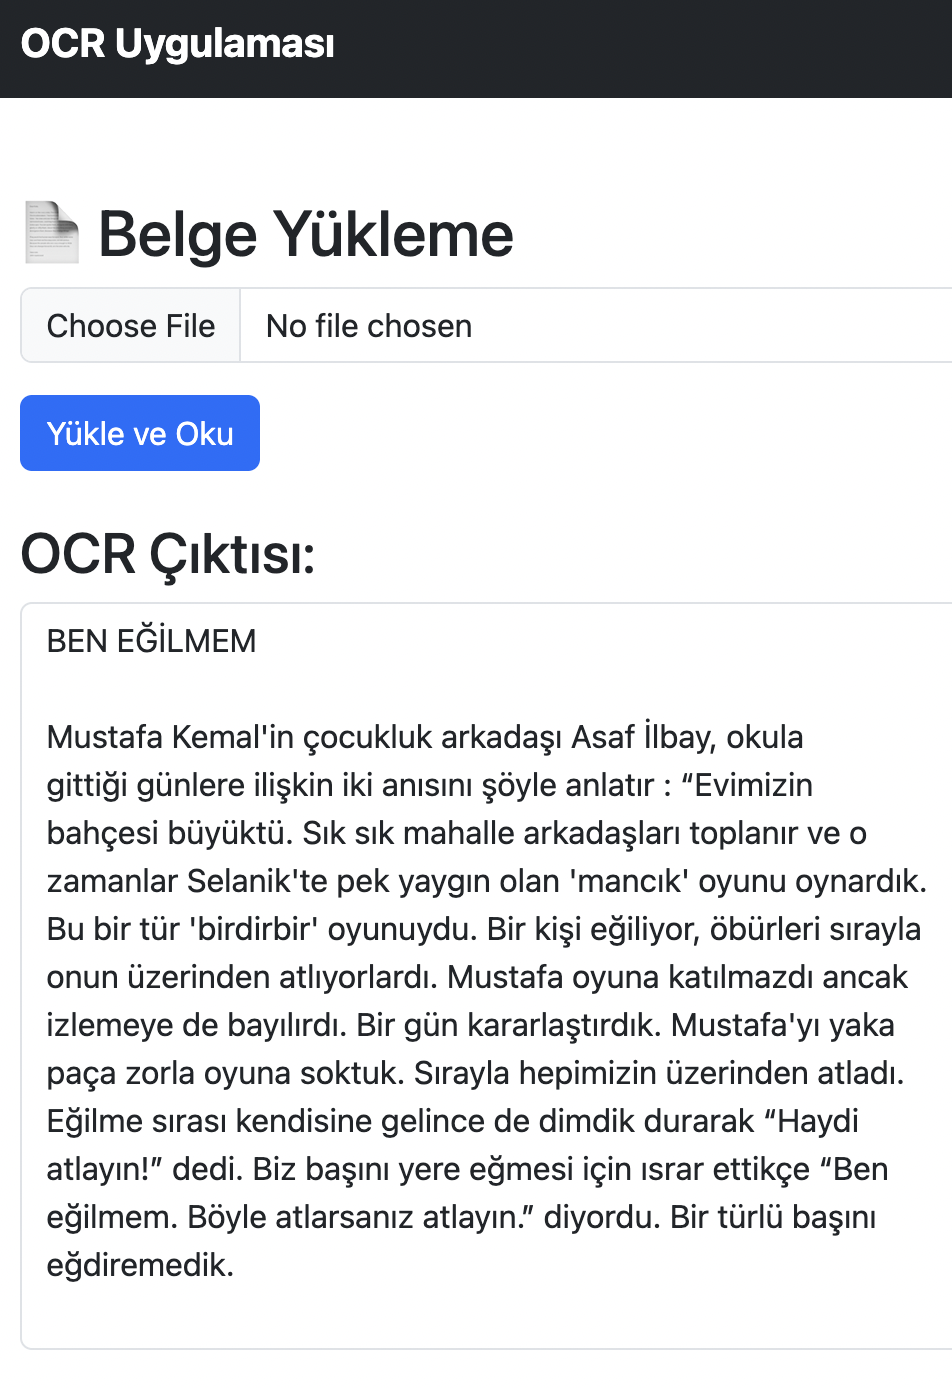 OCR Uygulaması
Belge Yükleme
Choose File No file chosen
Yükle ve Oku
OCR Çıktısı:
BEN EĞİLMEM
Mustafa Kemal'in çocukluk arkadaşı Asaf İlbay, okula
gittiği günlere ilişkin iki anısını şöyle anlatır : “Evimizin
bahçesi büyüktü. Sık sık mahalle arkadaşları toplanır ve o
zamanlar Selanik'te pek yaygın olan 'mancık' oyunu oynardık.
Bu bir tür 'birdirbir' oyunuydu. Bir kişi eğiliyor, öbürleri sırayla
onun üzerinden atlıyorlardı. Mustafa oyuna katılmazdı ancak
izlemeye de bayılırdı. Bir gün kararlaştırdık. Mustafa'yı yaka
paça zorla oyuna soktuk. Sırayla hepimizin üzerinden atladı.
Eğilme sırası kendisine gelince de dimdik durarak “Haydi
atlayın!” dedi. Biz başını yere eğmesi için ısrar ettikçe “Ben
eğilmem. Böyle atlarsanız atlayın.” diyordu. Bir türlü başını
eğdiremedik.